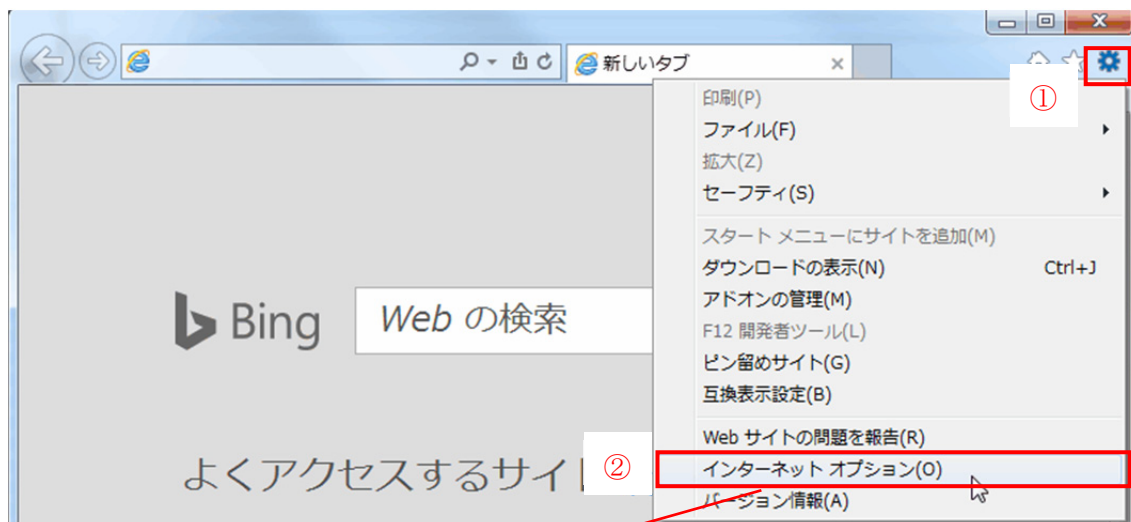 新しいタブ
①
印刷(P)
ファイル(F)
拡大(Z)
セーフティ(S)
スタート メニューにサイトを追加(M)
ダウンロードの表示(N) Ctrl+J
アドオンの管理(M)
F12 開発者ツール(L)
ピン留めサイト(G)
互換表示設定(B)
Web サイトの問題を報告(R)
インターネット オプション(O)
バージョン情報(A)
Bing
Web の検索
よくアクセスするサイト
②